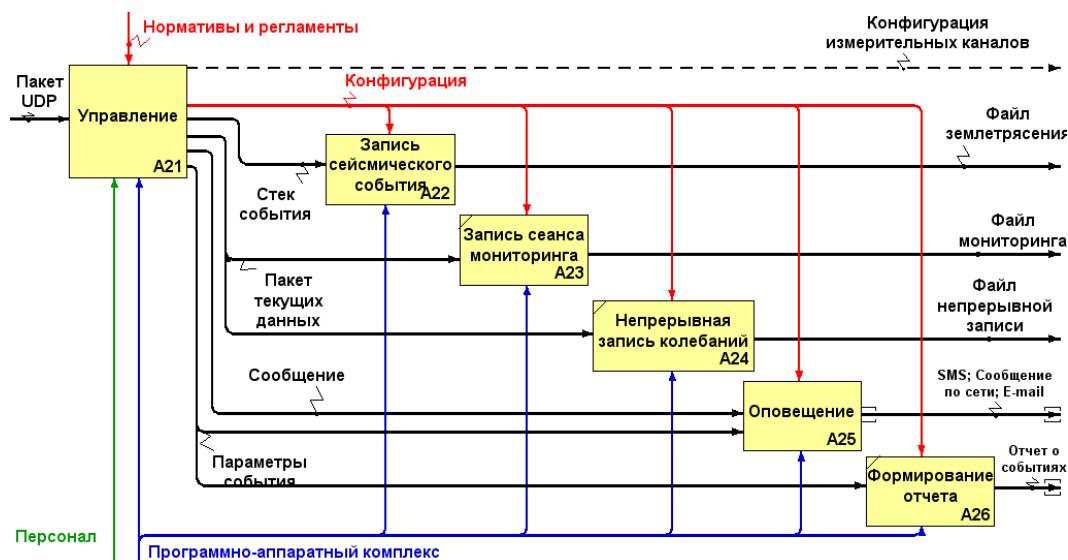 Нормативы и регламенты
Конфигурация
измерительных каналов
Пакет
UDP
Управление
A21
Конфигурация
Файл
землетрясения
Запись
сейсмического
события
A22
Стек
события
Запись сеанса
мониторинга
A23
Файл
мониторинга
Пакет
текущих
данных
Непрерывная
запись колебаний
A24
Файл
непрерывной
записи
Сообщение
Оповещение
A25
SMS; Сообщение
по сети; E-mail
Параметры
события
Формирование
отчета
A26
Отчет о
событиях
Персонал
Программно-аппаратный комплекс